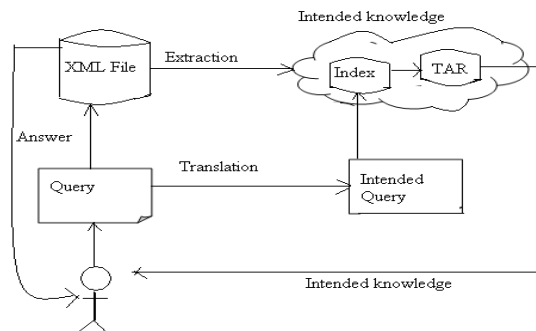 Intended knowledge
XML File
Extraction
Index
TAR
Answer
Query
Translation
Intended
Query
Intended knowledge